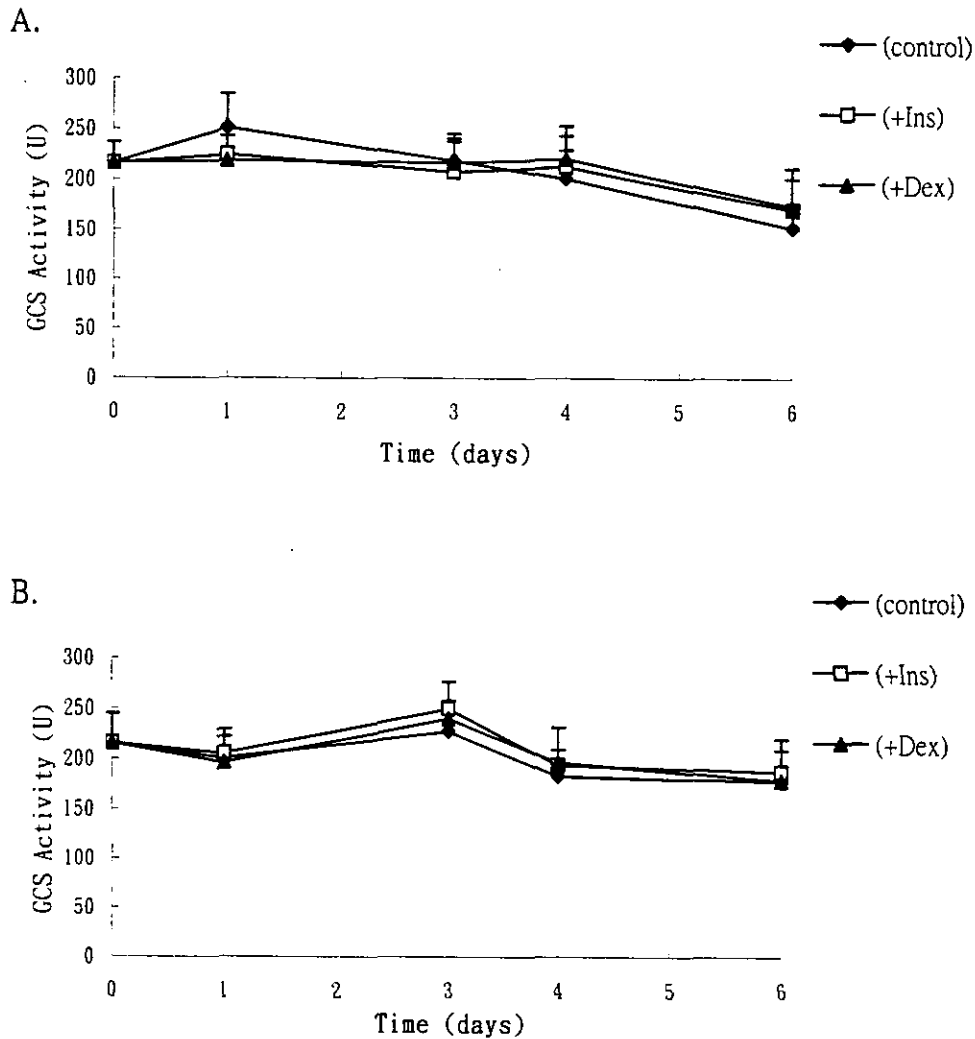 A.
(control)
(+Ins)
(+Dex)
GCS Activity (U)
300
250
200
150
100
50
0
0 1 2 3 4 5 6
Time (days)
B.
(control)
(+Ins)
(+Dex)
GCS Activity (U)
300
250
200
150
100
50
0
0 1 2 3 4 5 6
Time (days)